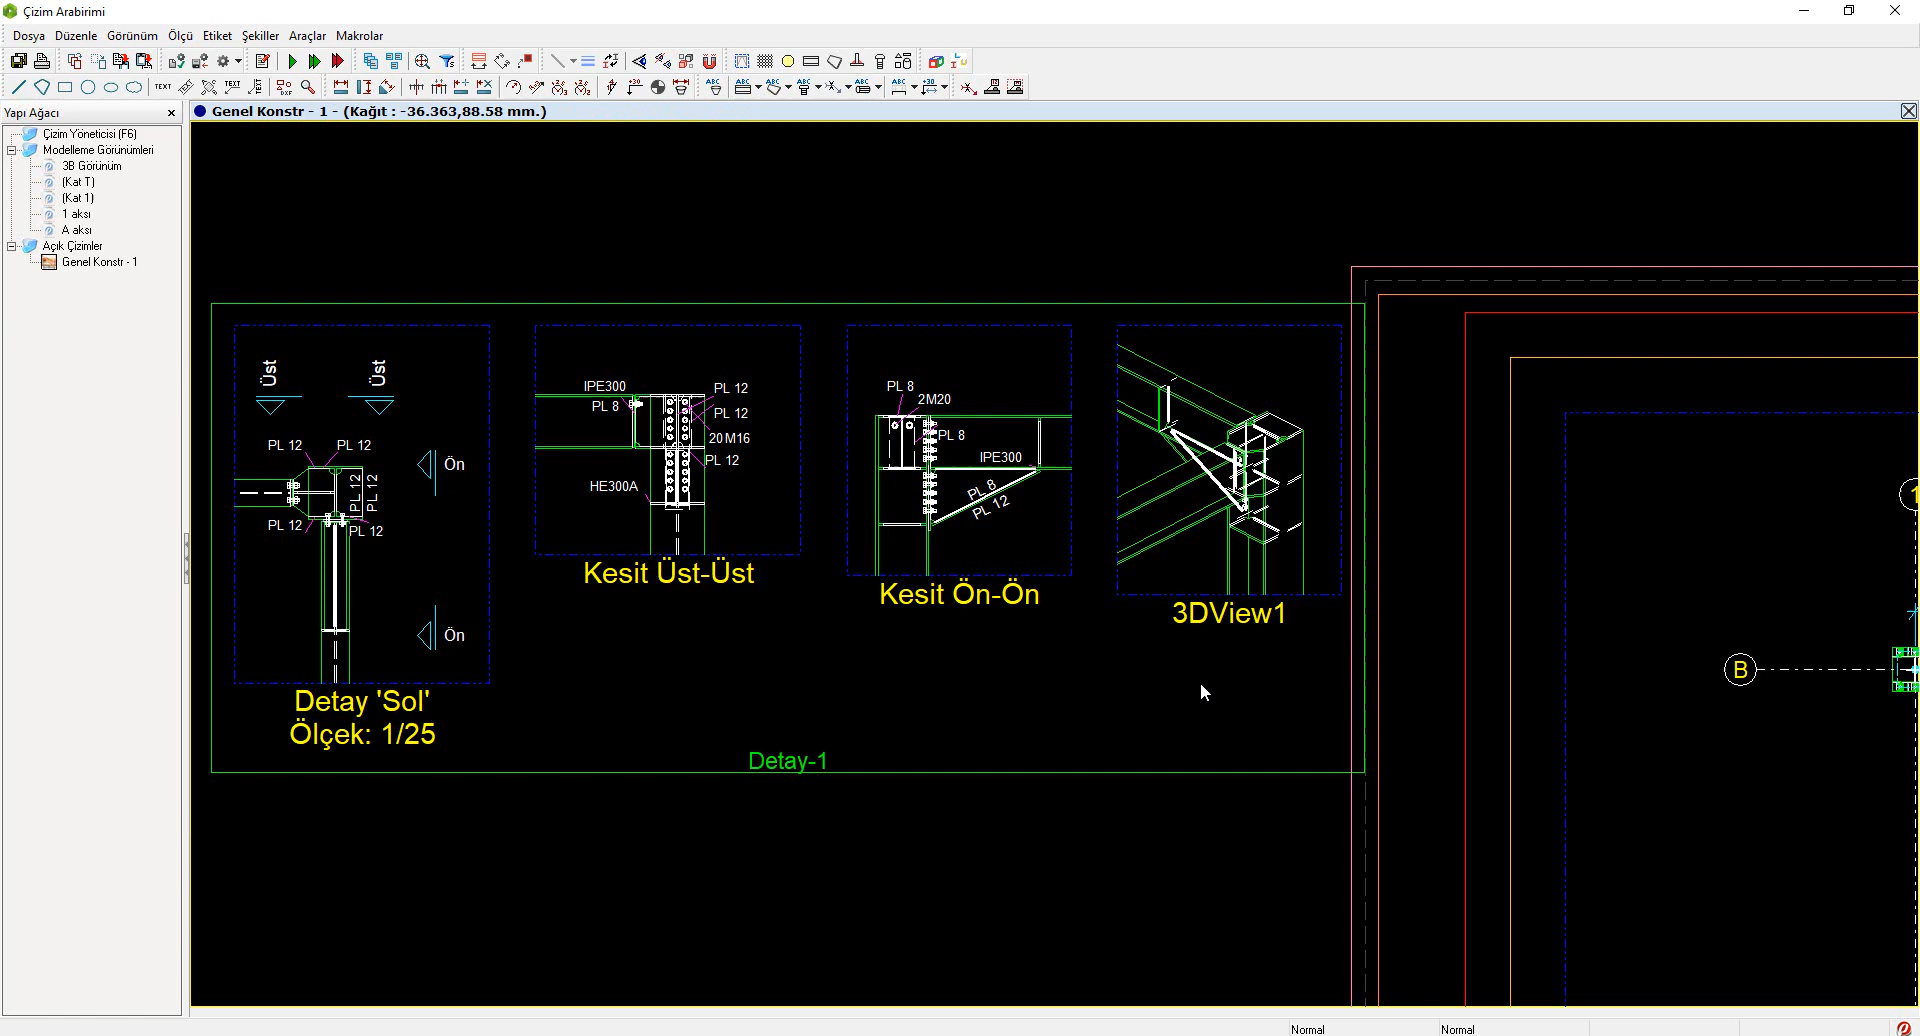 Çizim Arabirimi
Dosya Düzenle Görünüm Ölçü Etiket Şekiller Araçlar Makrolar
Yapı Ağacı
Çizim Yöneticisi (F6)
Modelleme Görünümleri
3B Görünüm
(Kat T)
(Kat 1)
1 aksı
A aksı
Açık Çizimler
Genel Konstr - 1
Genel Konstr - 1 - (Kağıt : -36.363,88.58 mm.)
Üst
Üst
PL 12
PL 12
Ön
PL 12
PL 12
PL 12
PL 12
Ön
Detay 'Sol'
Ölçek: 1/25
IPE300
PL 8
PL 12
PL 12
20M16
PL 12
HE300A
Kesit Üst-Üst
PL 8
2M20
PL 8
IPE300
PL 8
PL 12
Kesit Ön-Ön
3DView1
Detay-1
1
B
Normal
Normal